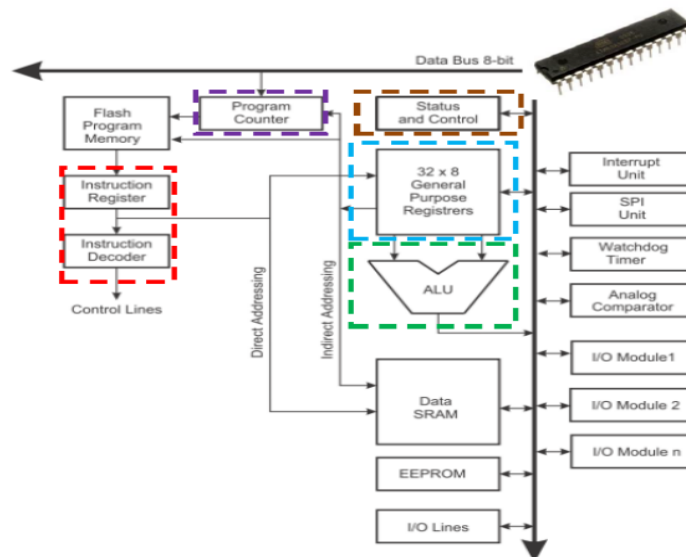 Data Bus 8-bit
Flash
Program
Memory
Program
Counter
Status
and Control
Instruction
Register
32 x 8
General
Purpose
Registrers
Interrupt
Unit
SPI
Unit
Instruction
Decoder
Watchdog
Timer
ALU
Control Lines
Direct Addressing
Indirect Addressing
Analog
Comparator
I/O Module1
Data
SRAM
I/O Module 2
I/O Module n
EEPROM
I/O Lines